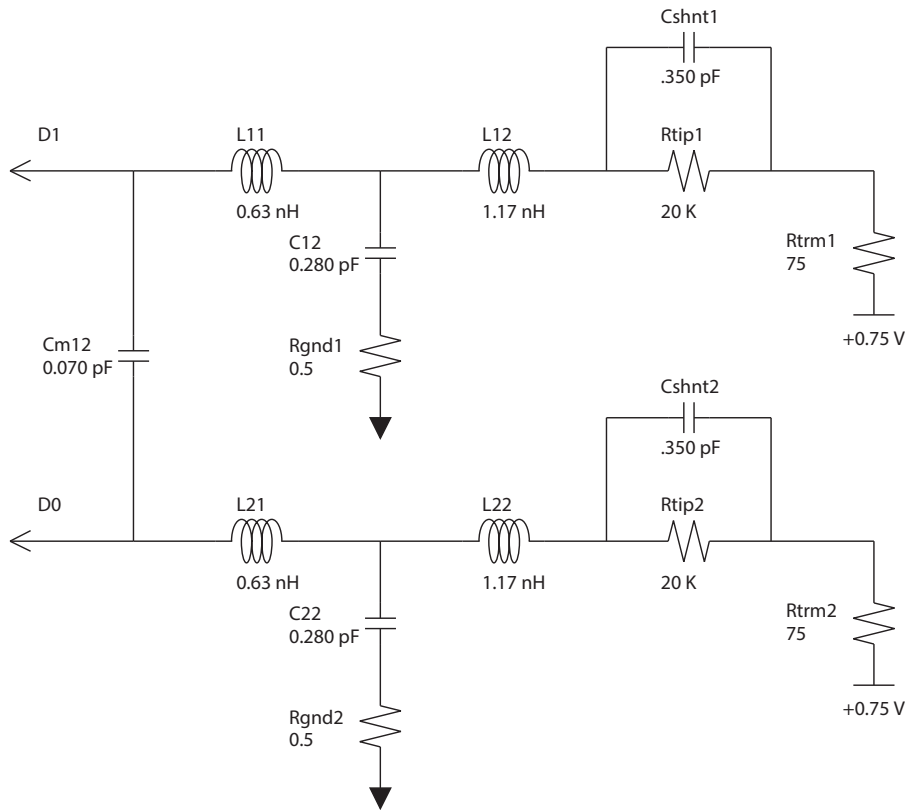 Cshnt1
.350 pF
D1
L11
L12
Rtip1
0.63 nH
1.17 nH
20 K
C12
0.280 pF
Rtrm1
75
Rgnd1
0.5
+0.75 V
Cm12
0.070 pF
Cshnt2
.350 pF
D0
L21
L22
Rtip2
0.63 nH
1.17 nH
20 K
C22
0.280 pF
Rtrm2
75
Rgnd2
0.5
+0.75 V